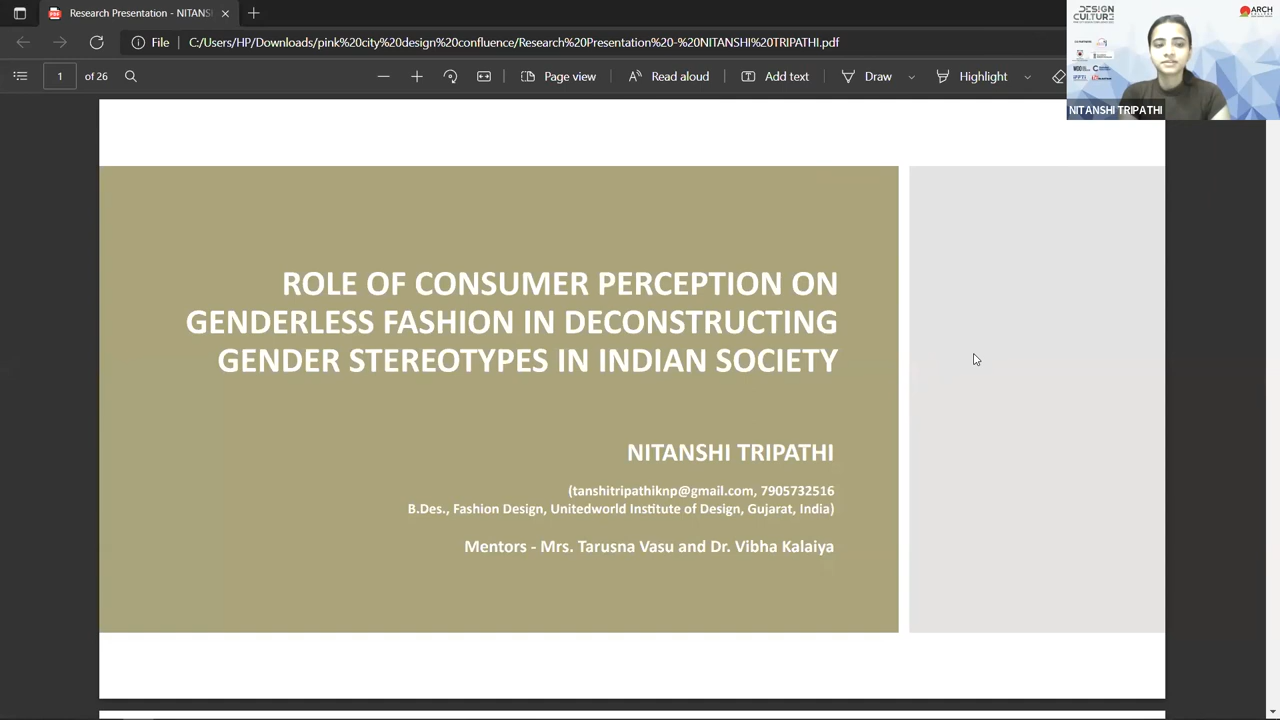 Research Presentation - NITANS
File C:/Users/HP/Downloads/pink%20city%20design%20conference/Research%20Presentation%20-%20NITANSHI%20TRIPATHI.pdf
1 of 26
Page view
Read aloud
Add text
Draw
Highlight
DESIGN
CULTURE
ARCH
NITANSHI TRIPATHI
ROLE OF CONSUMER PERCEPTION ON
GENDERLESS FASHION IN DECONSTRUCTING
GENDER STEREOTYPES IN INDIAN SOCIETY
NITANSHI TRIPATHI
(tanshitripathiknp@gmail.com, 7905732516
B.Des., Fashion Design, Unitedworld Institute of Design, Gujarat, India)
Mentors - Mrs. Tarusna Vasu and Dr. Vibha Kalaiya